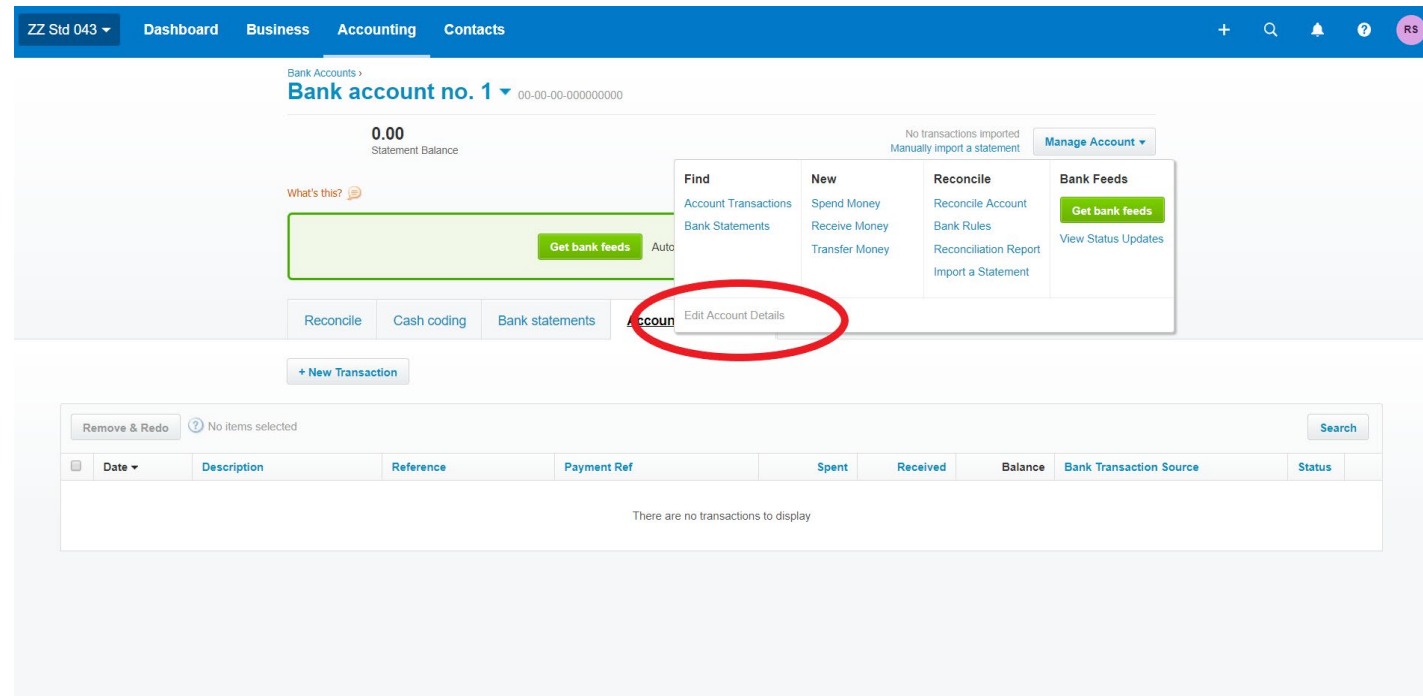 ZZ Std 043 Dashboard Business Accounting Contacts RS
Bank Accounts ›
Bank account no. 1 00-00-00-000000000
0.00
Statement Balance
No transactions imported
Manually import a statement
Manage Account
What's this?
Get bank feeds Auto
Find New Reconcile Bank Feeds
Account Transactions Spend Money Reconcile Account Get bank feeds
Bank Statements Receive Money Bank Rules View Status Updates
Transfer Money Reconciliation Report
Import a Statement
Edit Account Details
Reconcile Cash coding Bank statements Accoun
+ New Transaction
Remove & Redo ? No items selected Search
Date Description Reference Payment Ref Spent Received Balance Bank Transaction Source Status
There are no transactions to display